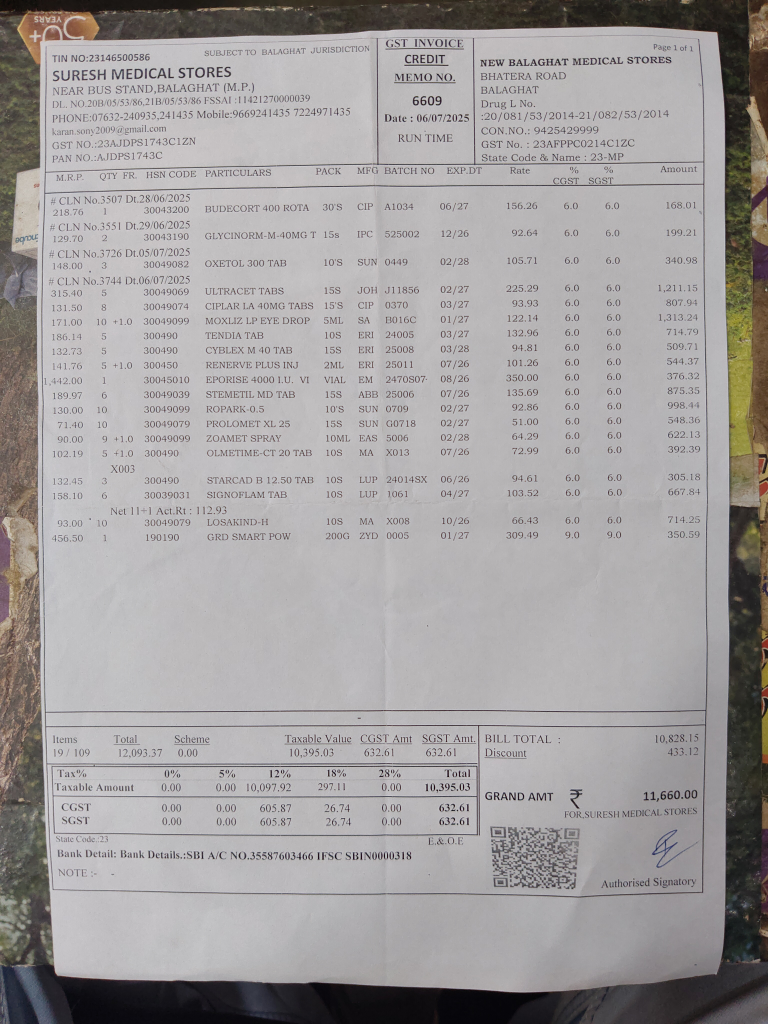 50+
YEARS
TIN NO:23146500586
SUBJECT TO BALAGHAT JURISDICTION
SURESH MEDICAL STORES
NEAR BUS STAND,BALAGHAT (M.P.)
DL. NO.20B/05/53/86,21B/05/53/86 FSSAI :11421270000039
PHONE:07632-240935,241435 Mobile:9669241435 7224971435
karan.sony2009@gmail.com
GST NO.:23AJDPS1743C1ZN
PAN NO.:AJDPS1743C
GST INVOICE
CREDIT
MEMO NO.
6609
Date : 06/07/2025
RUN TIME
Page 1 of 1
NEW BALAGHAT MEDICAL STORES
BHATERA ROAD
BALAGHAT
Drug L No.
:20/081/53/2014-21/082/53/2014
CON.NO.: 9425429999
GST No. : 23AFPPC0214C1ZC
State Code & Name : 23-MP
M.R.P. QTY FR. HSN CODE PARTICULARS PACK MFG BATCH NO EXP.DT Rate % CGST % SGST Amount
# CLN No.3507 Dt.28/06/2025
218.76 1 30043200 BUDECORT 400 ROTA 30'S CIP A1034 06/27 156.26 6.0 6.0 168.01
# CLN No.3551 Dt.29/06/2025
129.70 2 30043190 GLYCINORM-M-40MG T 15s IPC 525002 12/26 92.64 6.0 6.0 199.21
# CLN No.3726 Dt.05/07/2025
148.00 3 30049082 OXETOL 300 TAB 10'S SUN 0449 02/28 105.71 6.0 6.0 340.98
# CLN No.3744 Dt.06/07/2025
315.40 5 30049069 ULTRACET TABS 15S JOH J11856 02/27 225.29 6.0 6.0 1,211.15
131.50 8 30049074 CIPLAR LA 40MG TABS 15'S CIP 0370 03/27 93.93 6.0 6.0 807.94
171.00 10 +1.0 30049099 MOXLIZ LP EYE DROP 5ML SA B016C 01/27 122.14 6.0 6.0 1,313.24
186.14 5 300490 TENDIA TAB 10S ERI 24005 03/27 132.96 6.0 6.0 714.79
132.73 5 300490 CYBLEX M 40 TAB 15S ERI 25008 03/28 94.81 6.0 6.0 509.71
141.76 5 +1.0 300450 RENERVE PLUS INJ 2ML ERI 25011 07/26 101.26 6.0 6.0 544.37
1,442.00 1 30045010 EPORISE 4000 I.U. VI VIAL EM 2470S07 08/26 350.00 6.0 6.0 376.32
189.97 6 30049039 STEMETIL MD TAB 15S ABB 25006 07/26 135.69 6.0 6.0 875.35
130.00 10 30049099 ROPARK-0.5 10'S SUN 0709 02/27 92.86 6.0 6.0 998.44
71.40 10 30049079 PROLOMET XL 25 15S SUN G0718 02/27 51.00 6.0 6.0 548.36
90.00 9 +1.0 30049099 ZOAMET SPRAY 10ML EAS 5006 02/28 64.29 6.0 6.0 622.13
102.19 5 +1.0 300490 OLMETIME-CT 20 TAB 10S MA X013 07/26 72.99 6.0 6.0 392.39
X003
132.45 3 300490 STARCAD B 12.50 TAB 10S LUP 24014SX 06/26 94.61 6.0 6.0 305.18
158.10 6 30039031 SIGNOFLAM TAB 10S LUP 1061 04/27 103.52 6.0 6.0 667.84
Net 11+1 Act.Rt : 112.93
93.00 10 30049079 LOSAKIND-H 10S MA X008 10/26 66.43 6.0 6.0 714.25
456.50 1 190190 GRD SMART POW 200G ZYD 0005 01/27 309.49 9.0 9.0 350.59
-
Items Total Scheme Taxable Value CGST Amt SGST Amt.
19 / 109 12,093.37 0.00 10,395.03 632.61 632.61
Tax% 0% 5% 12% 18% 28% Total
Taxable Amount 0.00 0.00 10,097.92 297.11 0.00 10,395.03
CGST 0.00 0.00 605.87 26.74 0.00 632.61
SGST 0.00 0.00 605.87 26.74 0.00 632.61
State Code:23
E.&.O.E
Bank Detail: Bank Details.:SBI A/C NO.35587603466 IFSC SBIN0000318
NOTE :- -
BILL TOTAL : 10,828.15
Discount 433.12
GRAND AMT ₹ 11,660.00
FOR,SURESH MEDICAL STORES
Authorised Signatory